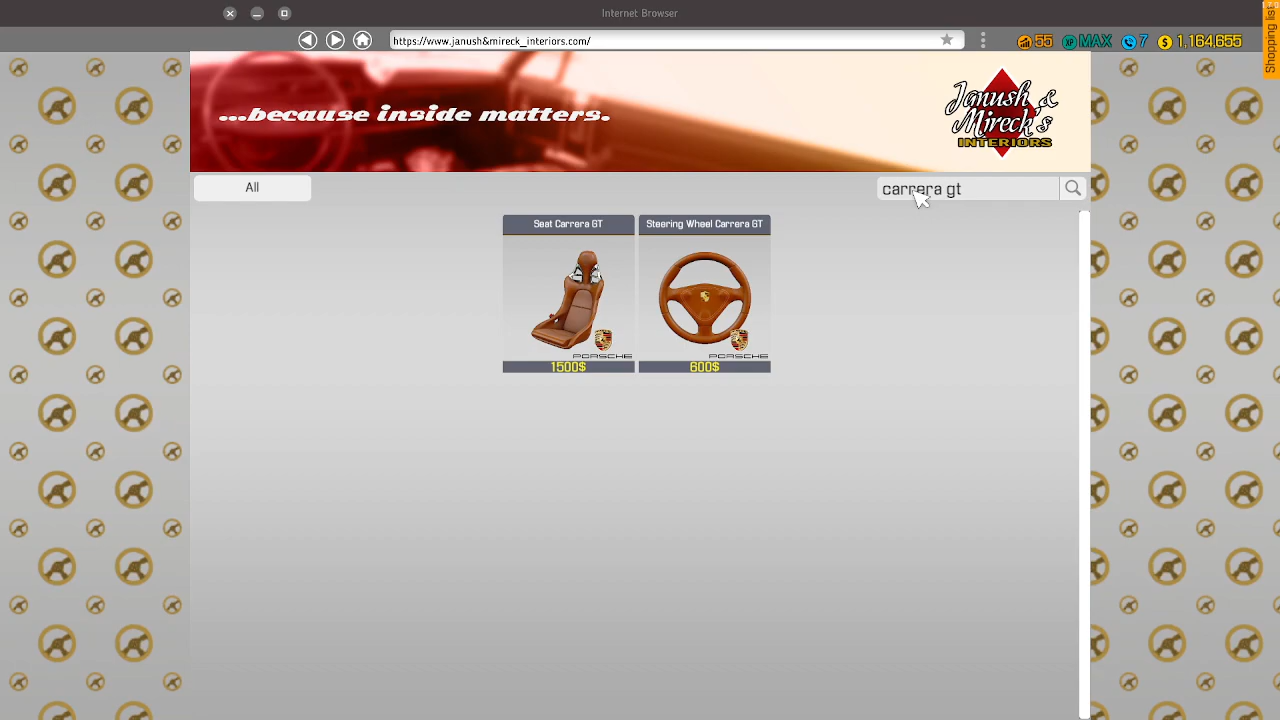 Internet Browser
https://www.janush&mireck_interiors.com/
55
XP MAX
7
$ 1,164,655
Shopping list
...because inside matters.
Janush &
Mireck's
INTERIORS
All
carrera gt
Seat Carrera GT
Steering Wheel Carrera GT
PORSCHE
PORSCHE
1500$
600$